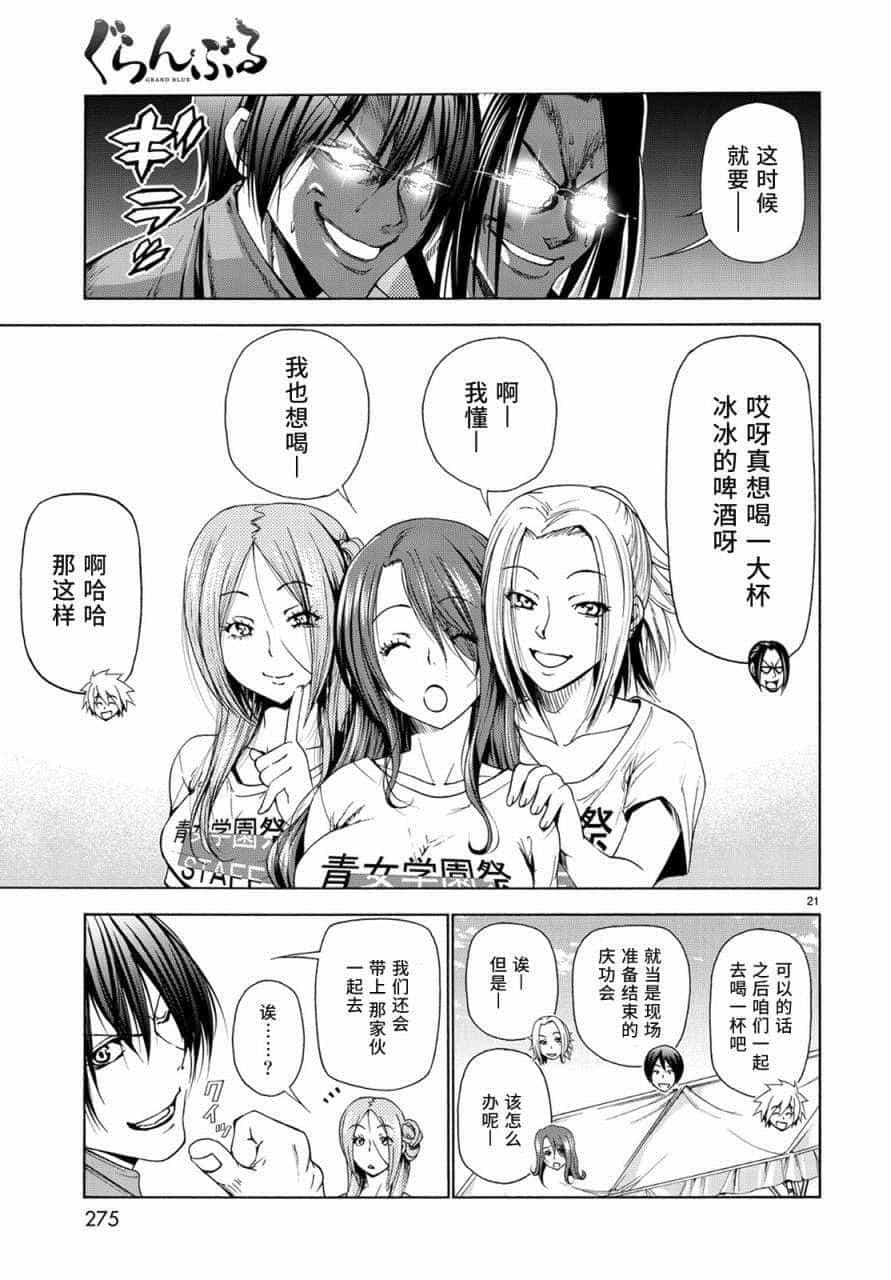 ぐらんぶる
GRAND BLUE
ギラッ
这时候
就要—
哎呀真想喝一大杯
冰冰的啤酒呀
啊—
我懂—
我也想喝—
啊哈哈
那这样
青女学園祭
STAFF
青女学園祭
祭
21
可以的话
之后咱们一起
去喝一杯吧
就当是现场
准备结束的
庆功会
诶—
但是—
该怎么
办呢—
我们还会
带上 那家伙
一起去
诶……?
クイッ
275